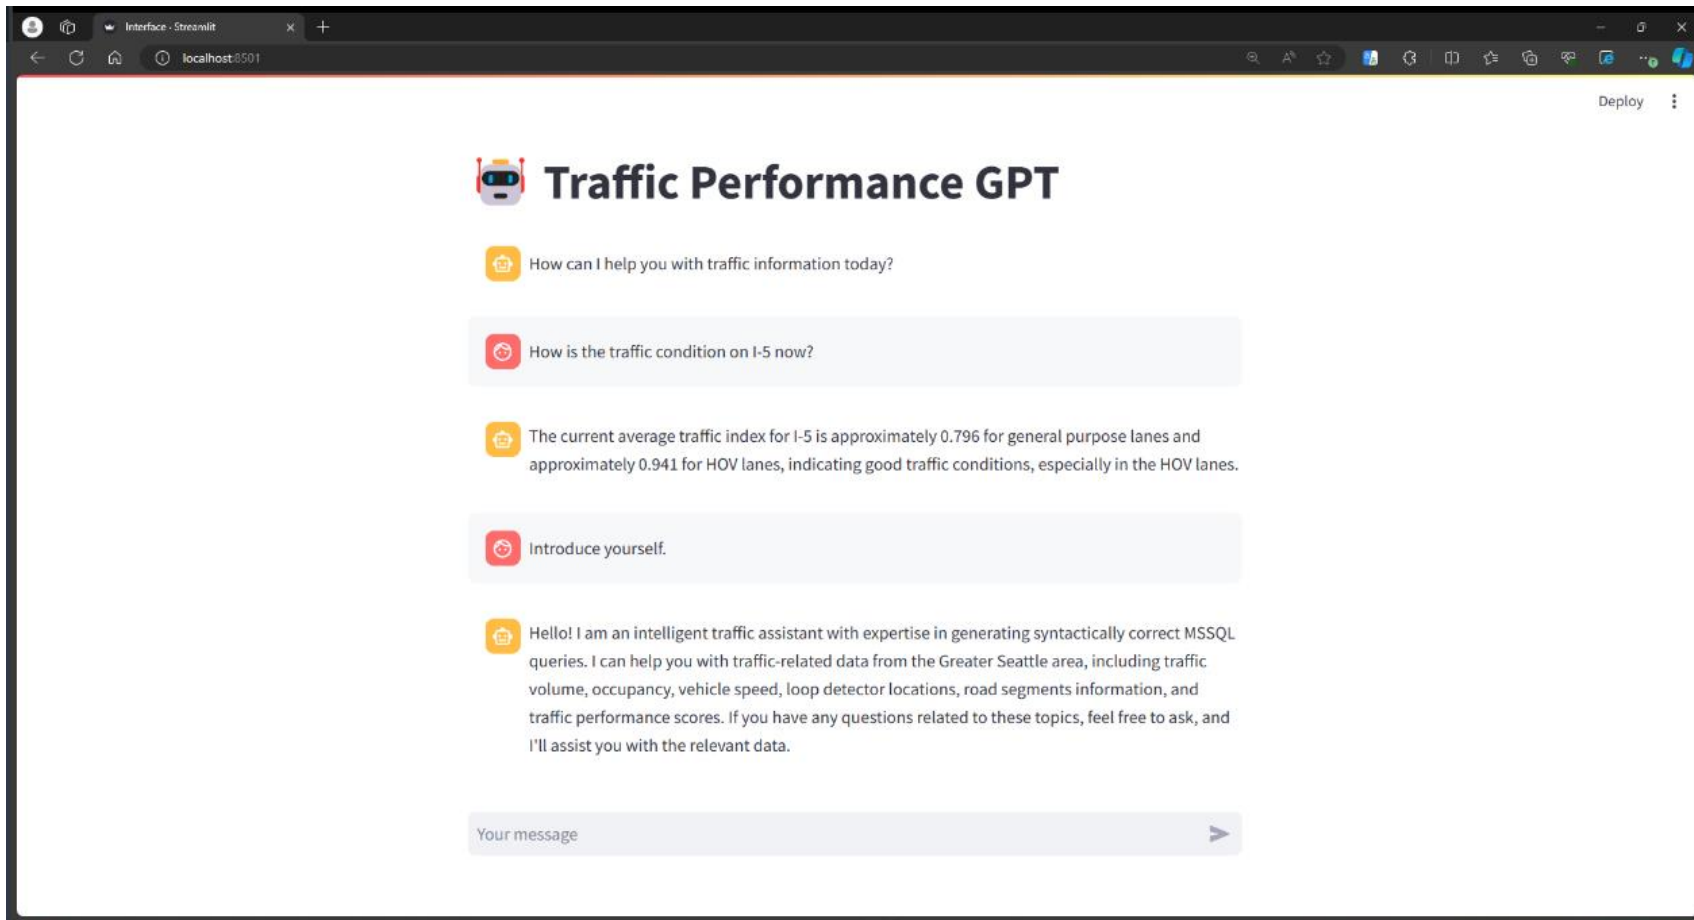 Interface · Streamlit
localhost:8501
Deploy
Traffic Performance GPT
How can I help you with traffic information today?
How is the traffic condition on I-5 now?
The current average traffic index for I-5 is approximately 0.796 for general purpose lanes and
approximately 0.941 for HOV lanes, indicating good traffic conditions, especially in the HOV lanes.
Introduce yourself.
Hello! I am an intelligent traffic assistant with expertise in generating syntactically correct MSSQL
queries. I can help you with traffic-related data from the Greater Seattle area, including traffic
volume, occupancy, vehicle speed, loop detector locations, road segments information, and
traffic performance scores. If you have any questions related to these topics, feel free to ask, and
I'll assist you with the relevant data.
Your message